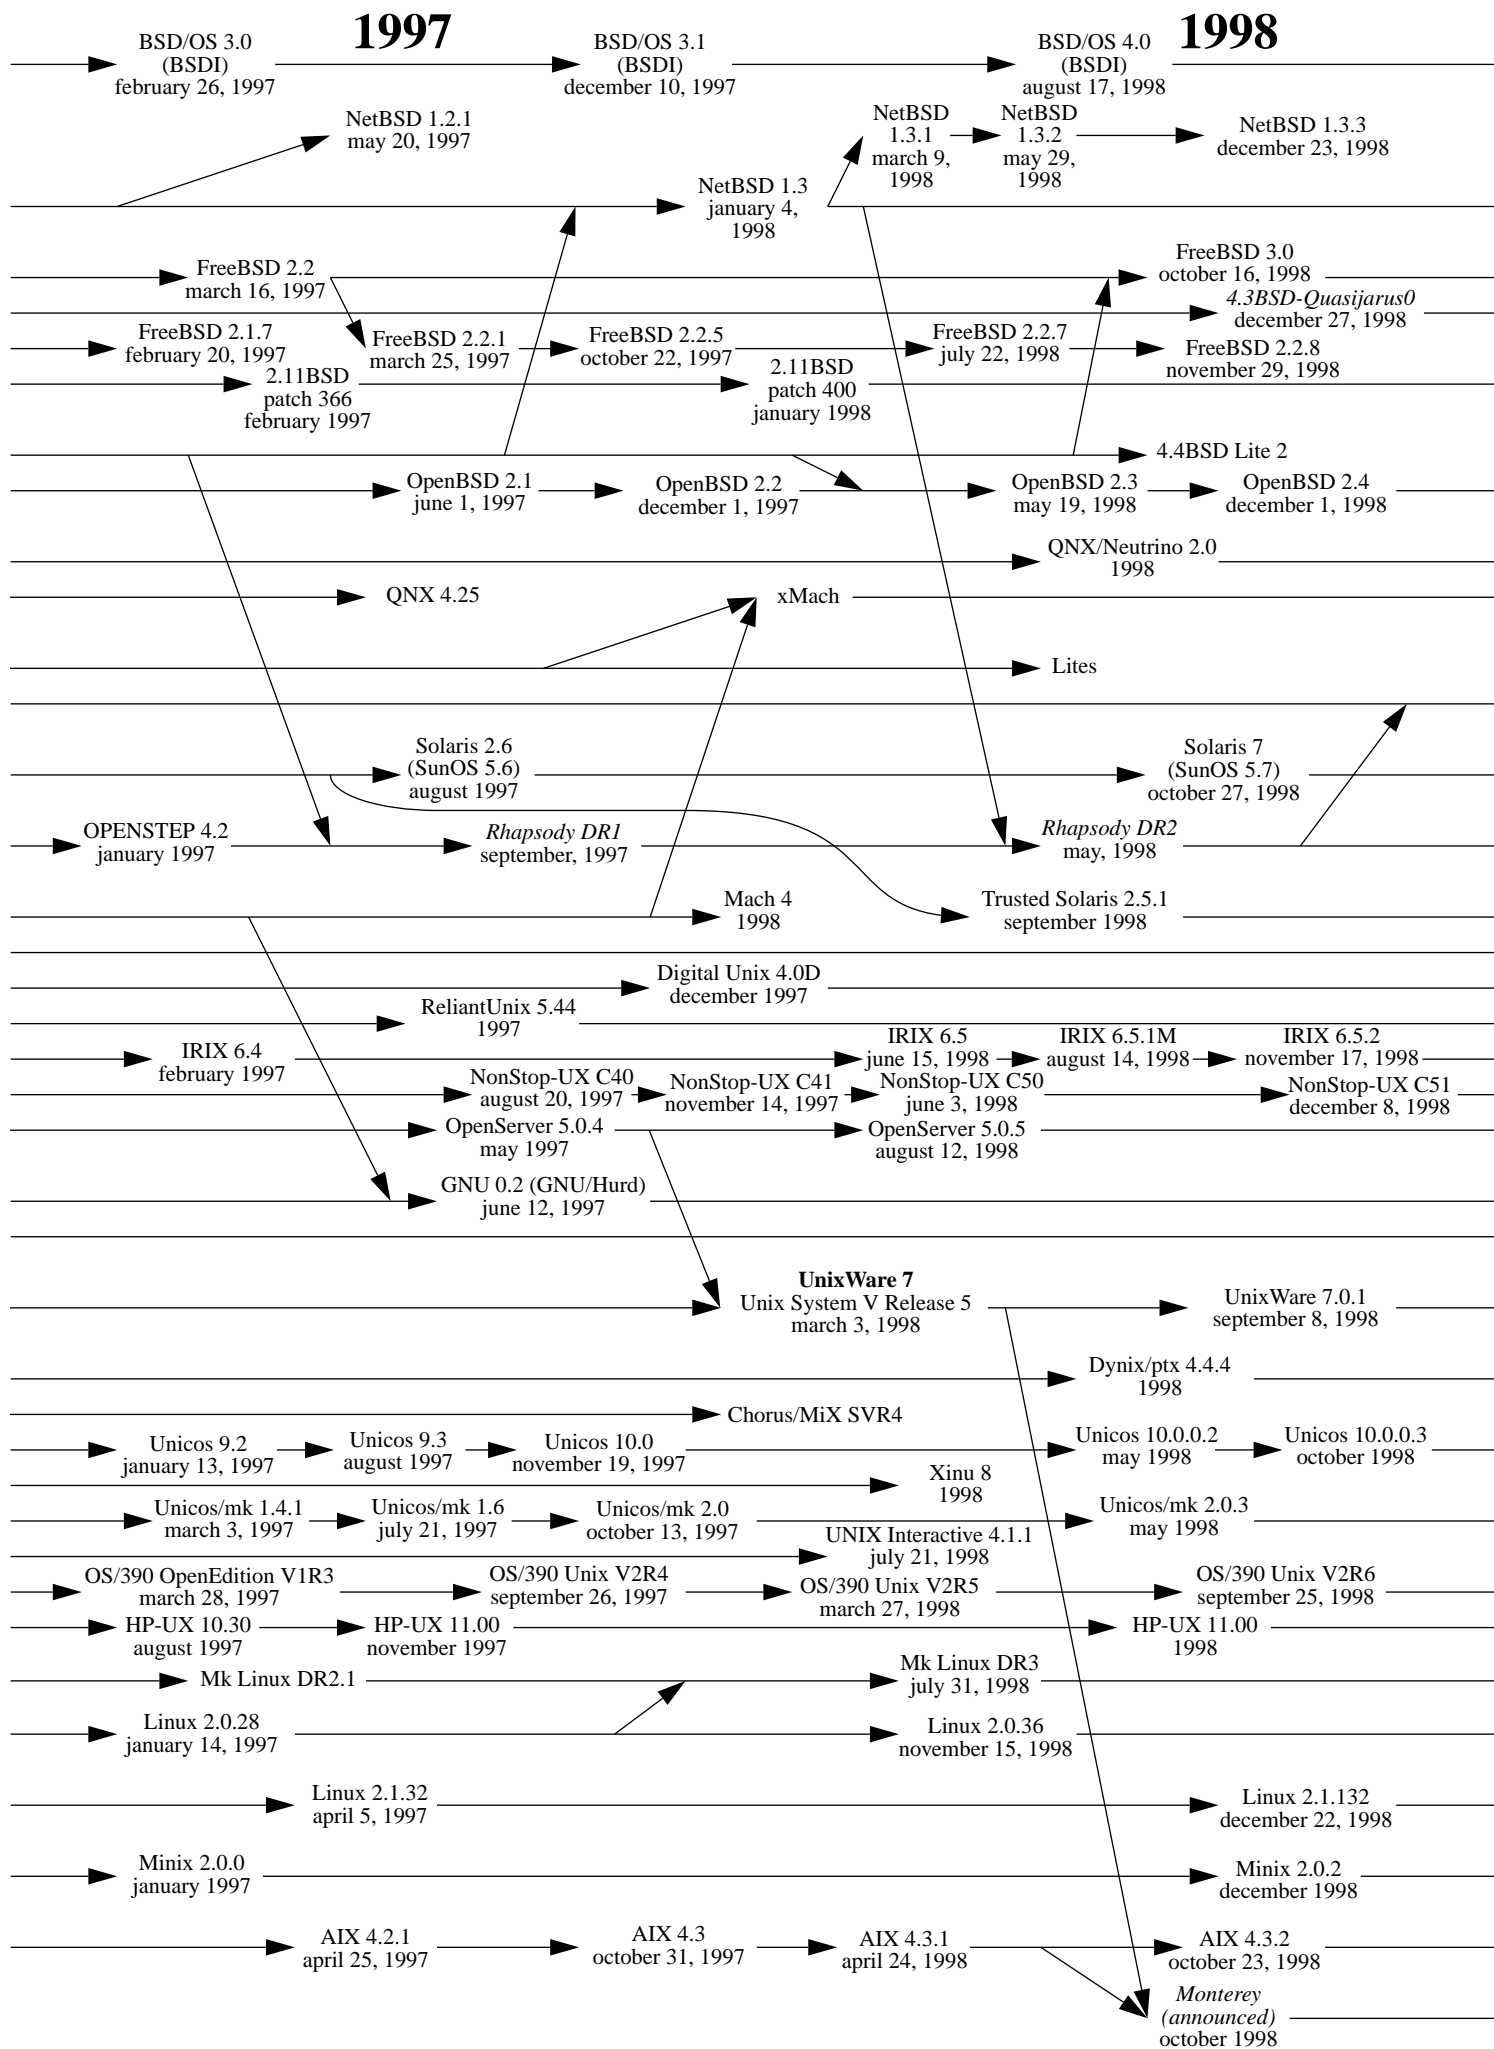 1997
1998
BSD/OS 3.0
(BSDI)
february 26, 1997
BSD/OS 3.1
(BSDI)
december 10, 1997
BSD/OS 4.0
(BSDI)
august 17, 1998
NetBSD 1.2.1
may 20, 1997
NetBSD
1.3.1
march 9,
1998
NetBSD
1.3.2
may 29,
1998
NetBSD 1.3.3
december 23, 1998
NetBSD 1.3
january 4,
1998
FreeBSD 2.2
march 16, 1997
FreeBSD 3.0
october 16, 1998
4.3BSD-Quasijarus0
december 27, 1998
FreeBSD 2.1.7
february 20, 1997
FreeBSD 2.2.1
march 25, 1997
FreeBSD 2.2.5
october 22, 1997
FreeBSD 2.2.7
july 22, 1998
FreeBSD 2.2.8
november 29, 1998
2.11BSD
patch 366
february 1997
2.11BSD
patch 400
january 1998
4.4BSD Lite 2
OpenBSD 2.1
june 1, 1997
OpenBSD 2.2
december 1, 1997
OpenBSD 2.3
may 19, 1998
OpenBSD 2.4
december 1, 1998
QNX/Neutrino 2.0
1998
QNX 4.25
xMach
Lites
Solaris 2.6
(SunOS 5.6)
august 1997
Solaris 7
(SunOS 5.7)
october 27, 1998
OPENSTEP 4.2
january 1997
Rhapsody DR1
september, 1997
Rhapsody DR2
may, 1998
Mach 4
1998
Trusted Solaris 2.5.1
september 1998
Digital Unix 4.0D
december 1997
ReliantUnix 5.44
1997
IRIX 6.4
february 1997
IRIX 6.5
june 15, 1998
IRIX 6.5.1M
august 14, 1998
IRIX 6.5.2
november 17, 1998
NonStop-UX C40
august 20, 1997
NonStop-UX C41
november 14, 1997
NonStop-UX C50
june 3, 1998
NonStop-UX C51
december 8, 1998
OpenServer 5.0.4
may 1997
OpenServer 5.0.5
august 12, 1998
GNU 0.2 (GNU/Hurd)
june 12, 1997
UnixWare 7
Unix System V Release 5
march 3, 1998
UnixWare 7.0.1
september 8, 1998
Dynix/ptx 4.4.4
1998
Chorus/MiX SVR4
Unicos 9.2
january 13, 1997
Unicos 9.3
august 1997
Unicos 10.0
november 19, 1997
Unicos 10.0.0.2
may 1998
Unicos 10.0.0.3
october 1998
Xinu 8
1998
Unicos/mk 1.4.1
march 3, 1997
Unicos/mk 1.6
july 21, 1997
Unicos/mk 2.0
october 13, 1997
Unicos/mk 2.0.3
may 1998
UNIX Interactive 4.1.1
july 21, 1998
OS/390 OpenEdition V1R3
march 28, 1997
OS/390 Unix V2R4
september 26, 1997
OS/390 Unix V2R5
march 27, 1998
OS/390 Unix V2R6
september 25, 1998
HP-UX 10.30
august 1997
HP-UX 11.00
november 1997
HP-UX 11.00
1998
Mk Linux DR2.1
Mk Linux DR3
july 31, 1998
Linux 2.0.28
january 14, 1997
Linux 2.0.36
november 15, 1998
Linux 2.1.32
april 5, 1997
Linux 2.1.132
december 22, 1998
Minix 2.0.0
january 1997
Minix 2.0.2
december 1998
AIX 4.2.1
april 25, 1997
AIX 4.3
october 31, 1997
AIX 4.3.1
april 24, 1998
AIX 4.3.2
october 23, 1998
Monterey
(announced)
october 1998